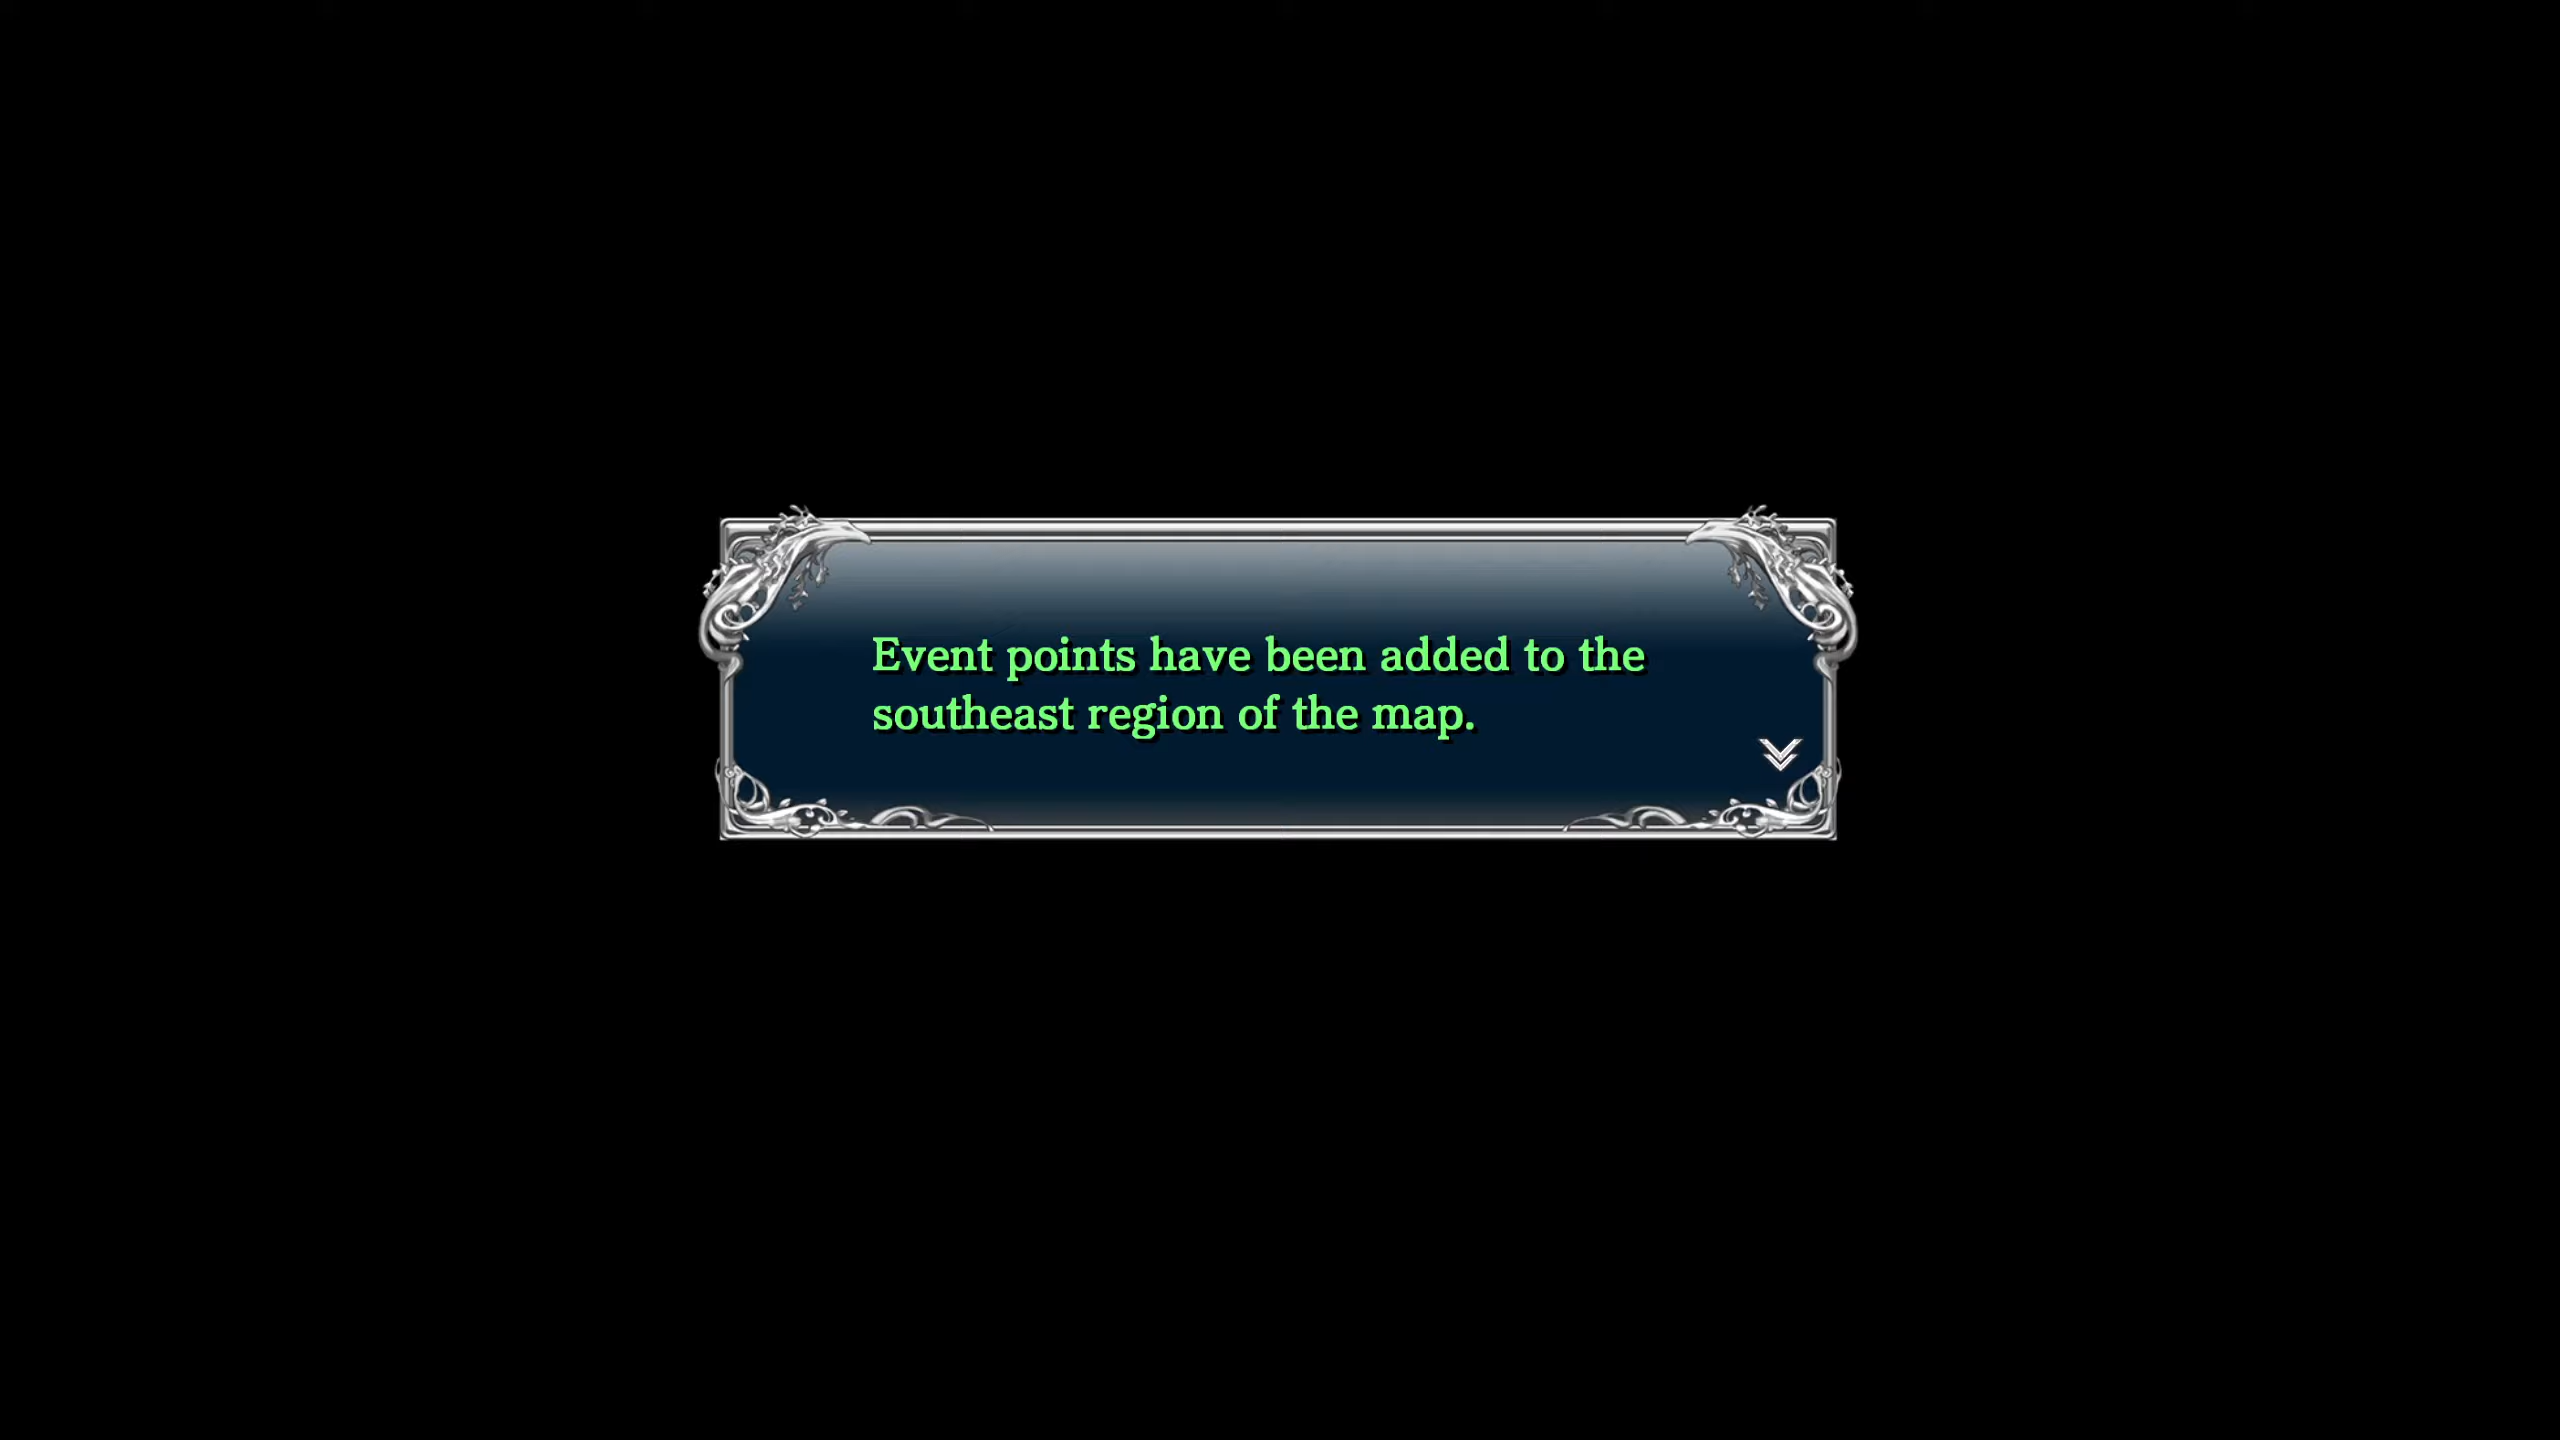 Event points have been added to the
southeast region of the map.